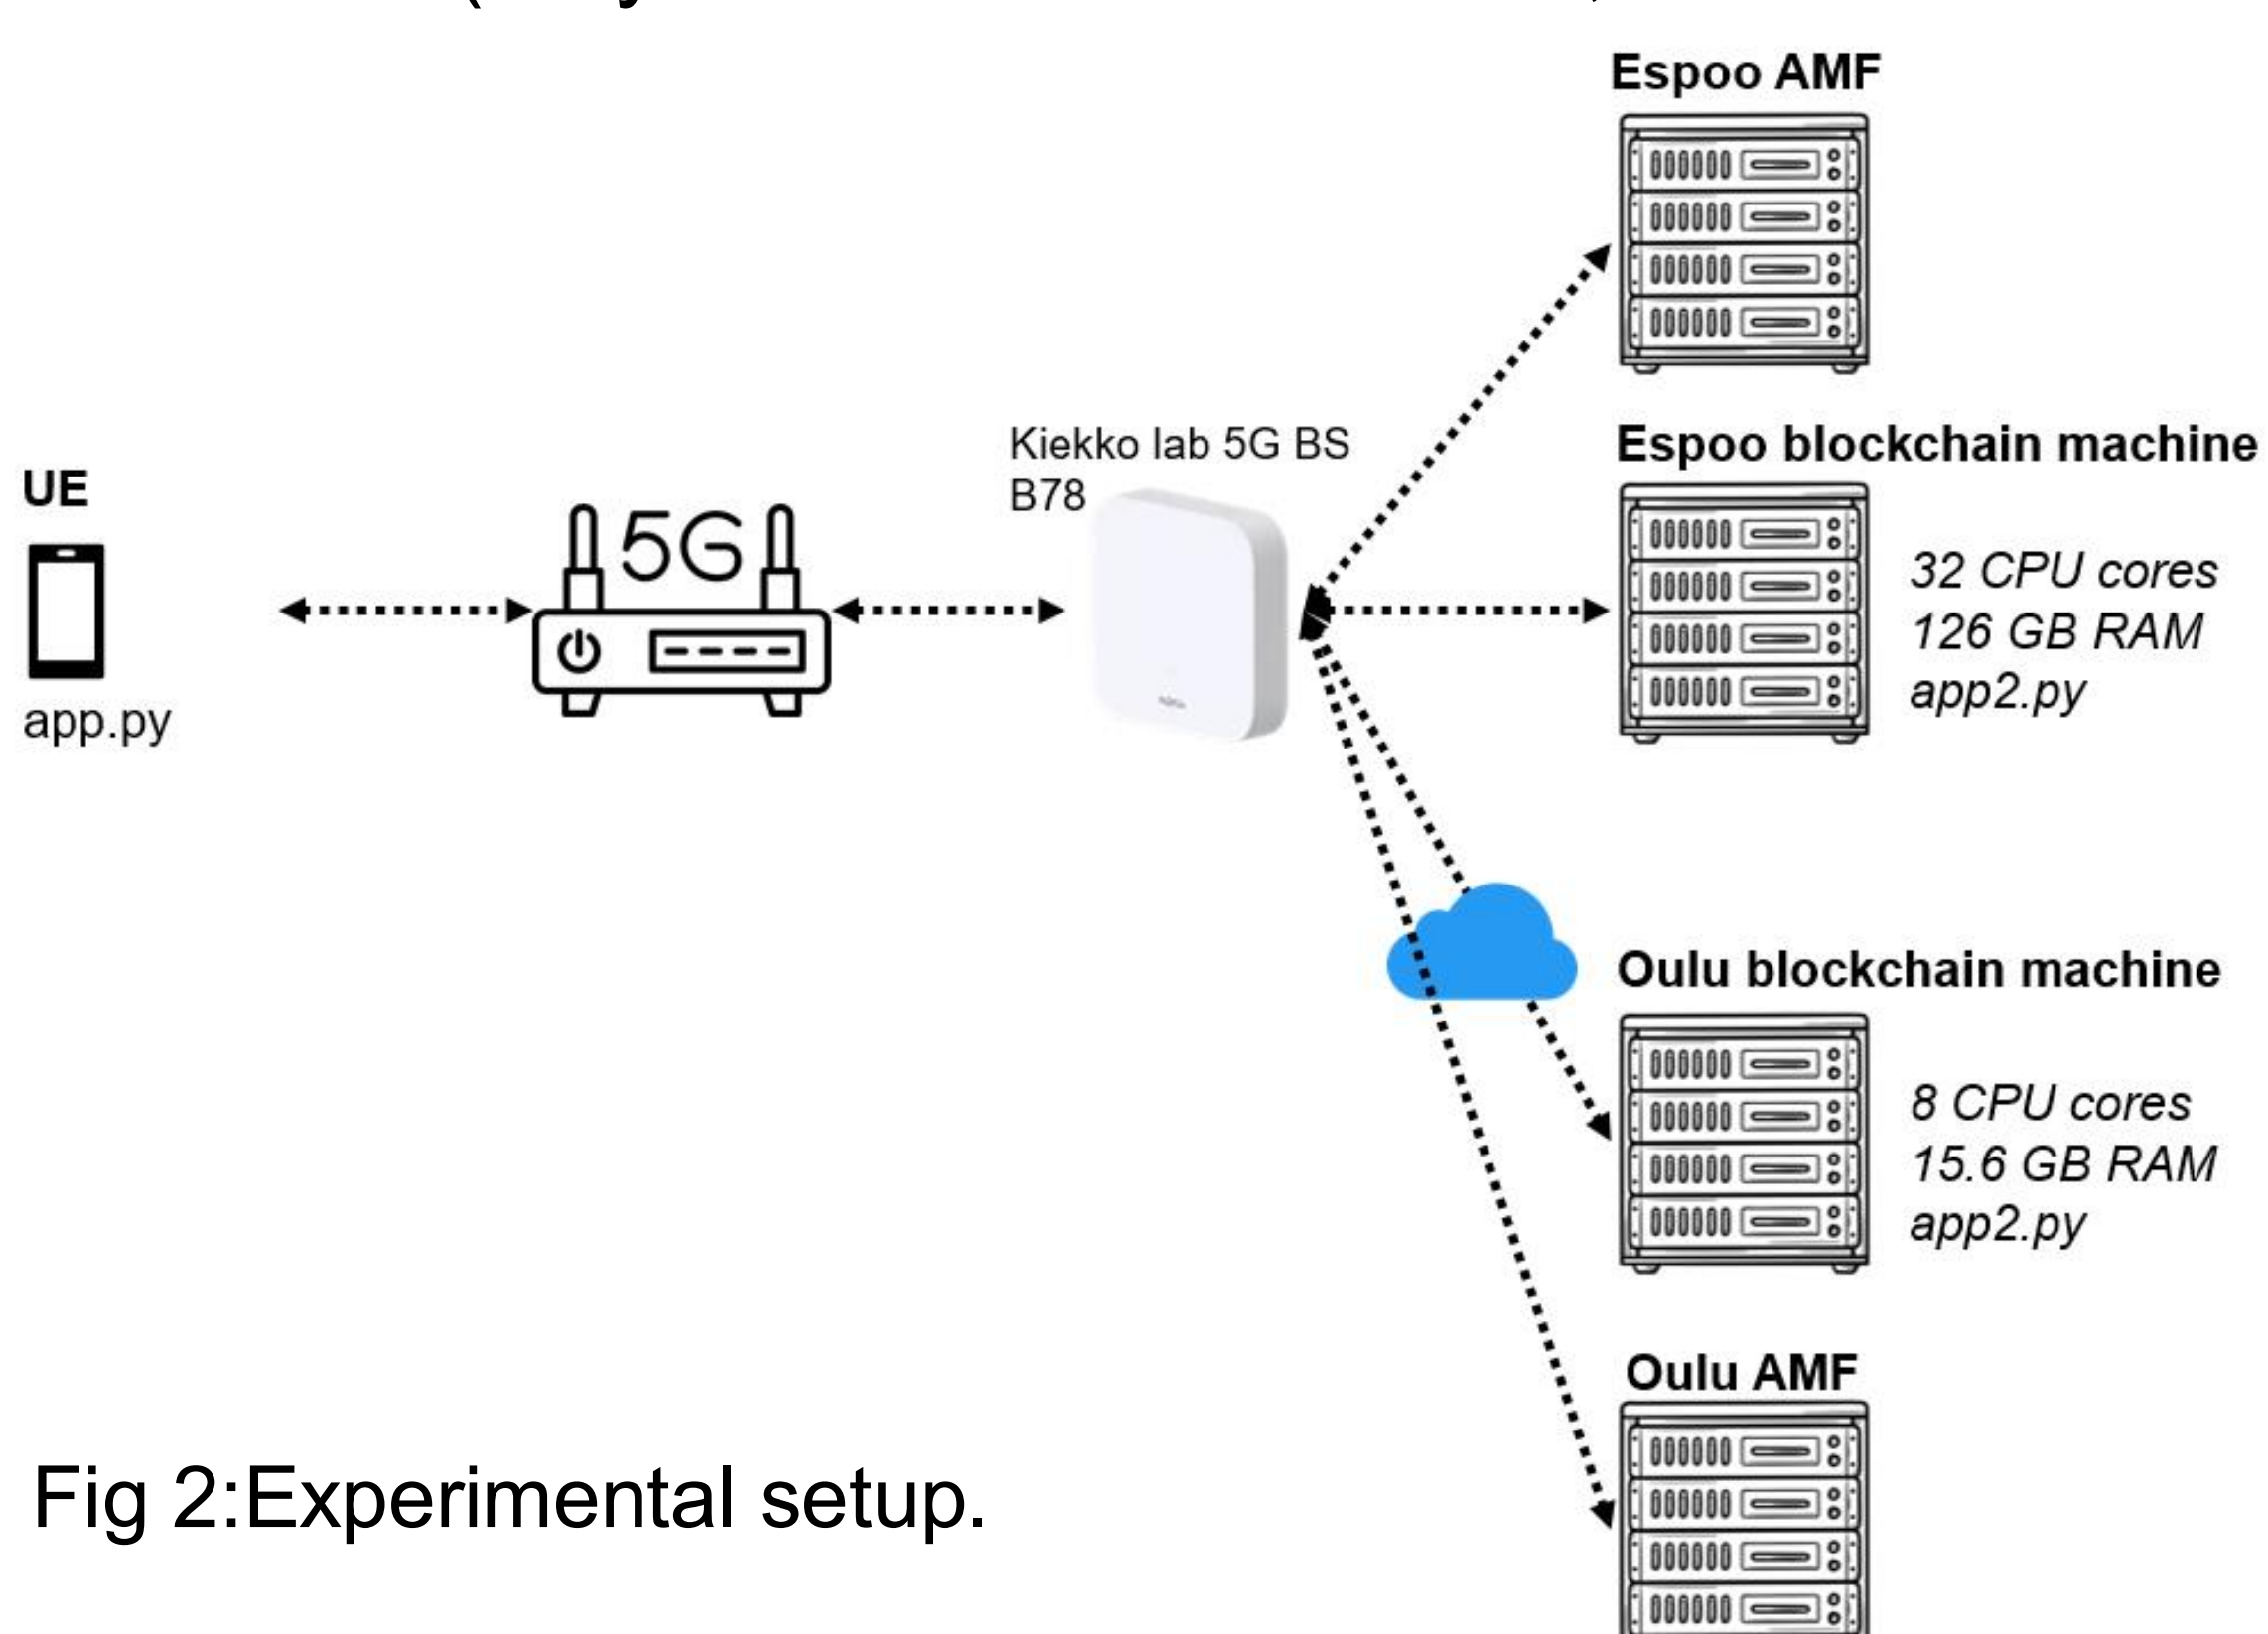 Espoo AMF
Espoo blockchain machine
32 CPU cores
126 GB RAM
app2.py
Kiekko lab 5G BS
B78
UE
5G
app.py
Oulu blockchain machine
8 CPU cores
15.6 GB RAM
app2.py
Oulu AMF
Fig 2:Experimental setup.